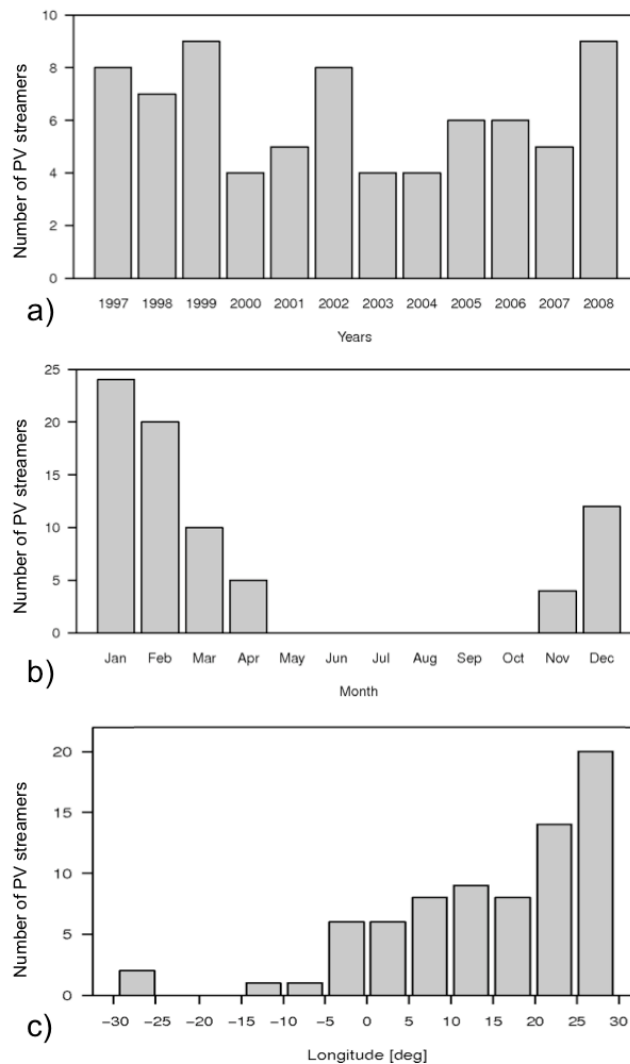 Number of PV streamers
10
8
6
4
2
0
1997 1998 1999 2000 2001 2002 2003 2004 2005 2006 2007 2008
a)
Years
Number of PV streamers
25
20
15
10
5
0
Jan Feb Mar Apr May Jun Jul Aug Sep Oct Nov Dec
b)
Month
Number of PV streamers
20
15
10
5
0
−30 −25 −20 −15 −10 −5 0 5 10 15 20 25 30
c)
Longitude [deg]